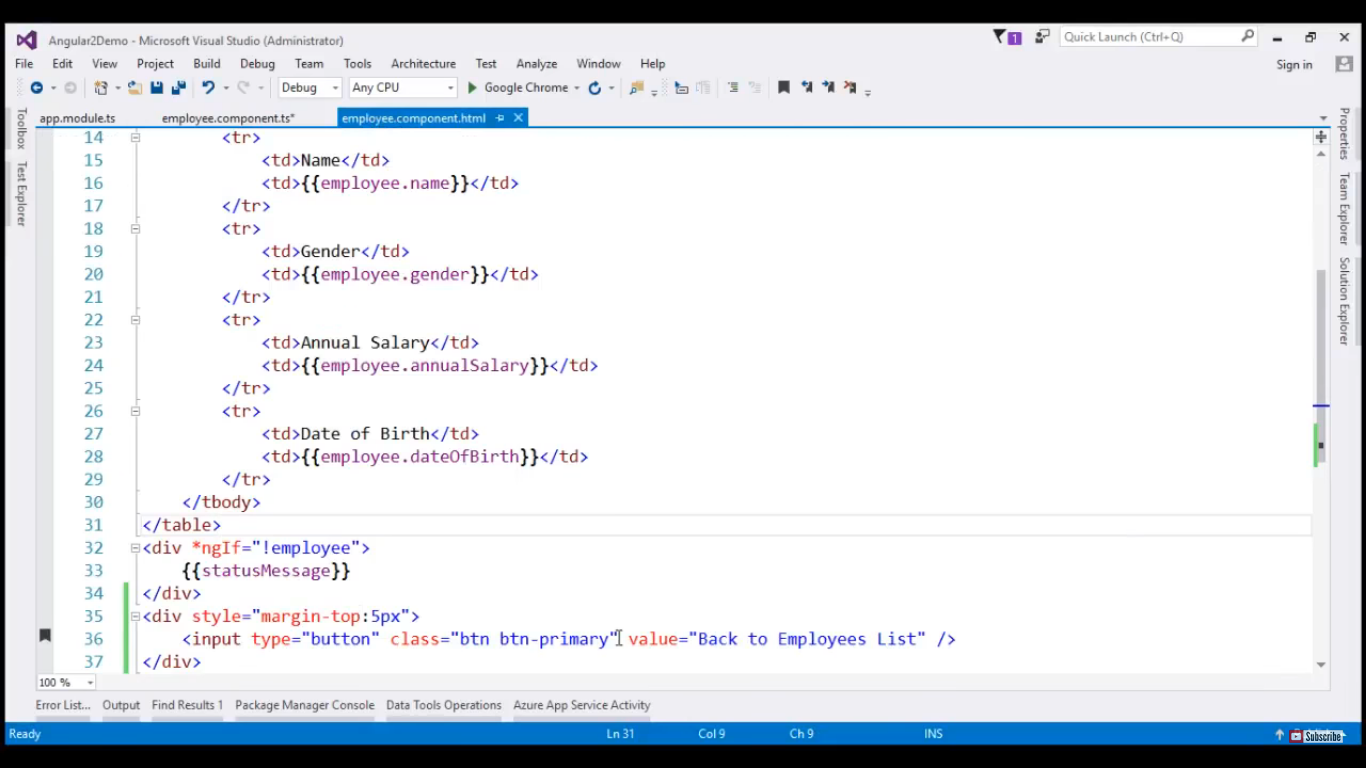 Angular2Demo - Microsoft Visual Studio (Administrator)
1
Quick Launch (Ctrl+Q)
File Edit View Project Build Debug Team Tools Architecture Test Analyze Window Help
Sign in
Debug Any CPU Google Chrome
app.module.ts employee.component.ts* employee.component.html
Toolbox
Test Explorer
Properties
Team Explorer
Solution Explorer
14 <tr>
15 <td>Name</td>
16 <td>{{employee.name}}</td>
17 </tr>
18 <tr>
19 <td>Gender</td>
20 <td>{{employee.gender}}</td>
21 </tr>
22 <tr>
23 <td>Annual Salary</td>
24 <td>{{employee.annualSalary}}</td>
25 </tr>
26 <tr>
27 <td>Date of Birth</td>
28 <td>{{employee.dateOfBirth}}</td>
29 </tr>
30 </tbody>
31 </table>
32 <div *ngIf="!employee">
33 {{statusMessage}}
34 </div>
35 <div style="margin-top:5px">
36 <input type="button" class="btn btn-primary" value="Back to Employees List" />
37 </div>
100 %
Error List... Output Find Results 1 Package Manager Console Data Tools Operations Azure App Service Activity
Ready Ln 31 Col 9 Ch 9 INS
Subscribe